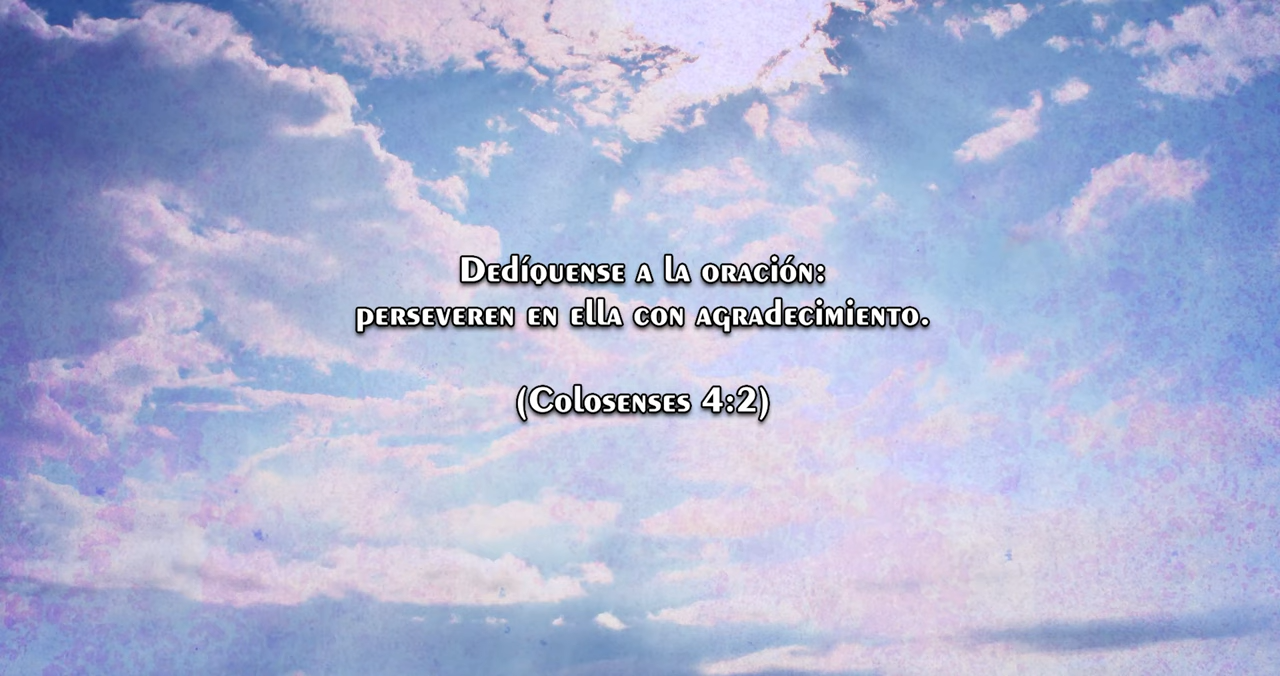 Dedíquense a la oración:
perseveren en ella con agradecimiento.
(Colosenses 4:2)